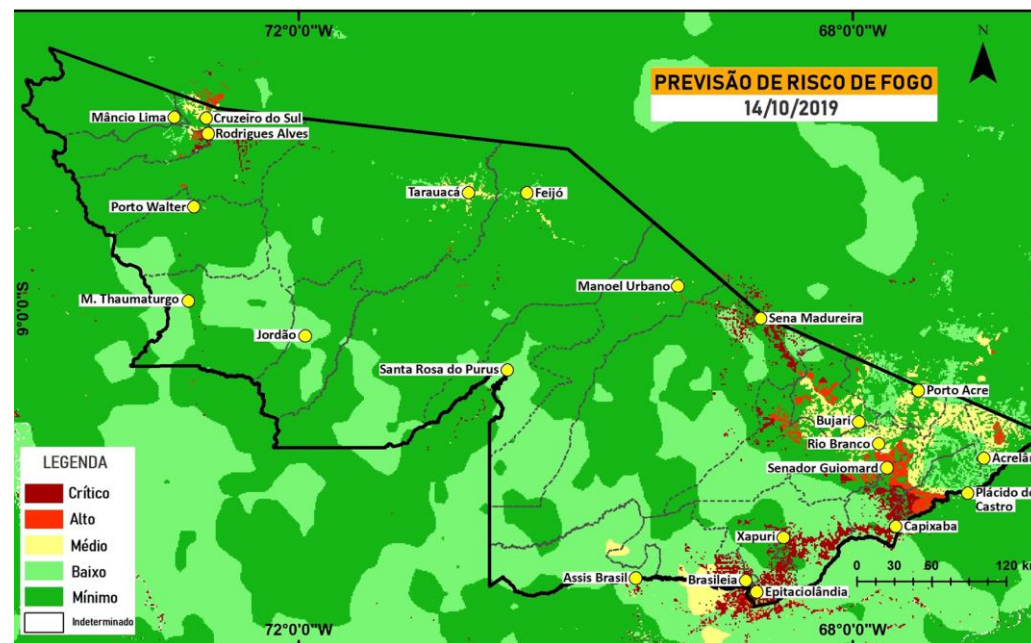 72°0'0"W
68°0'0"W
N
PREVISÃO DE RISCO DE FOGO
14/10/2019
Mâncio Lima
Cruzeiro do Sul
Rodrigues Alves
Tarauacá
Feijó
Porto Walter
M. Thaumaturgo
Manoel Urbano
9°0'0"S
Sena Madureira
Jordão
Santa Rosa do Purus
Porto Acre
Bujari
Rio Branco
Senador Guiomard
Acrelân
Plácido de
Castro
Capixaba
Xapuri
Assis Brasil
Brasileia
Epitaciolândia
0 30 60 120 km
LEGENDA
Crítico
Alto
Médio
Baixo
Mínimo
Indeterminado
72°0'0"W
68°0'0"W